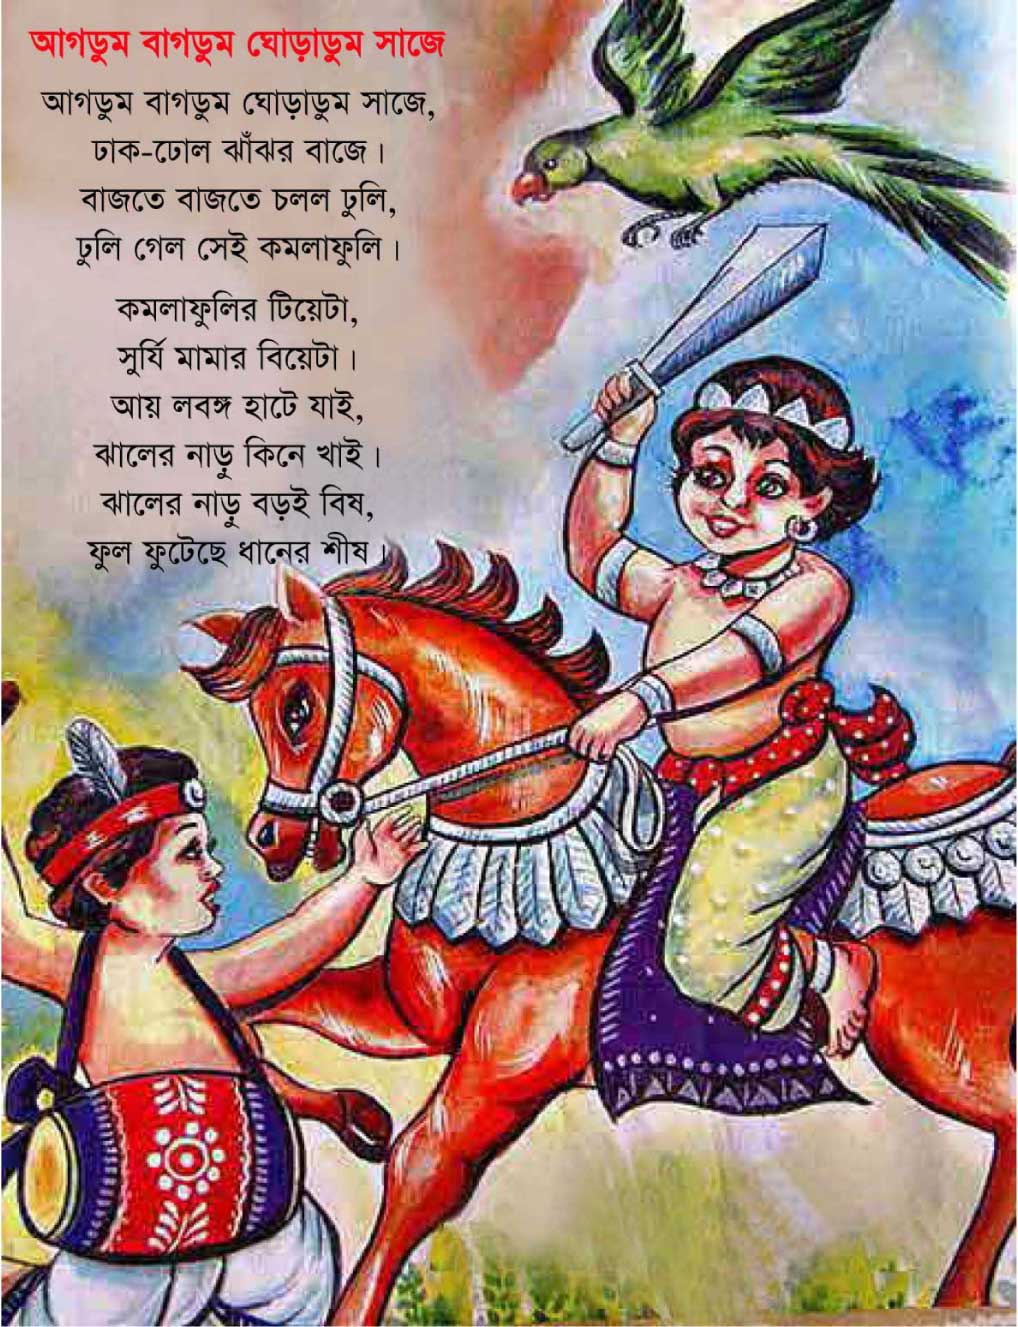 আগডুম বাগডুম ঘোড়াডুম সাজে
আগডুম বাগডুম ঘোড়াডুম সাজে,
ঢাক-ঢোল ঝাঁঝর বাজে।
বাজতে বাজতে চলল ঢুলি,
ঢুলি গেল সেই কমলাফুলি।
কমলাফুলির টিয়েটা,
সুর্যি মামার বিয়েটা।
আয় লবঙ্গ হাটে যাই,
ঝালের নাড়ু কিনে খাই।
ঝালের নাড়ু বড়ই বিষ,
ফুল ফুটেছে ধানের শীষ।